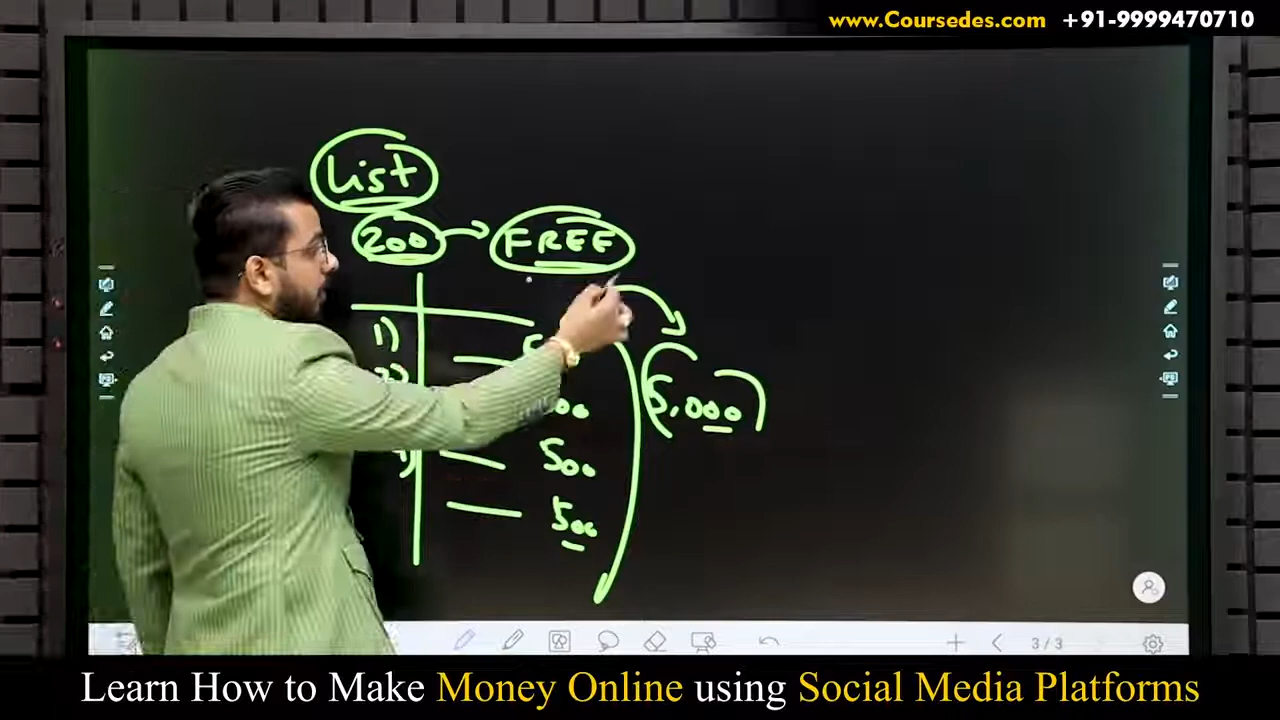 www.Coursedes.com +91-9999470710
List
200 → FREE
1)
2)
5,000
500
500
3/3
Learn How to Make Money Online using Social Media Platforms